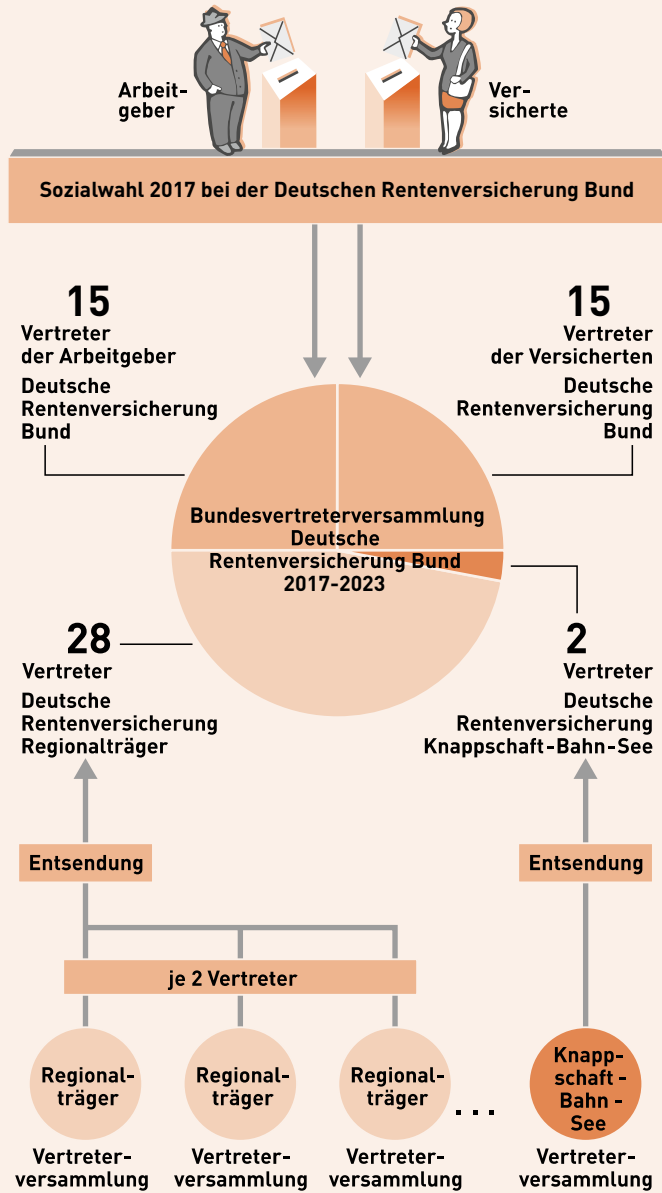 Arbeit-
geber
Ver-
sicherte
Sozialwahl 2017 bei der Deutschen Rentenversicherung Bund
15
Vertreter
der Arbeitgeber
Deutsche
Rentenversicherung
Bund
15
Vertreter
der Versicherten
Deutsche
Rentenversicherung
Bund
Bundesvertreterversammlung
Deutsche
Rentenversicherung Bund
2017-2023
28
Vertreter
Deutsche
Rentenversicherung
Regionalträger
2
Vertreter
Deutsche
Rentenversicherung
Knappschaft-Bahn-See
Entsendung
Entsendung
je 2 Vertreter
Regional-
träger
Regional-
träger
Regional-
träger
...
Knapp-
schaft -
Bahn -
See
Vertreter-
versammlung
Vertreter-
versammlung
Vertreter-
versammlung
Vertreter-
versammlung